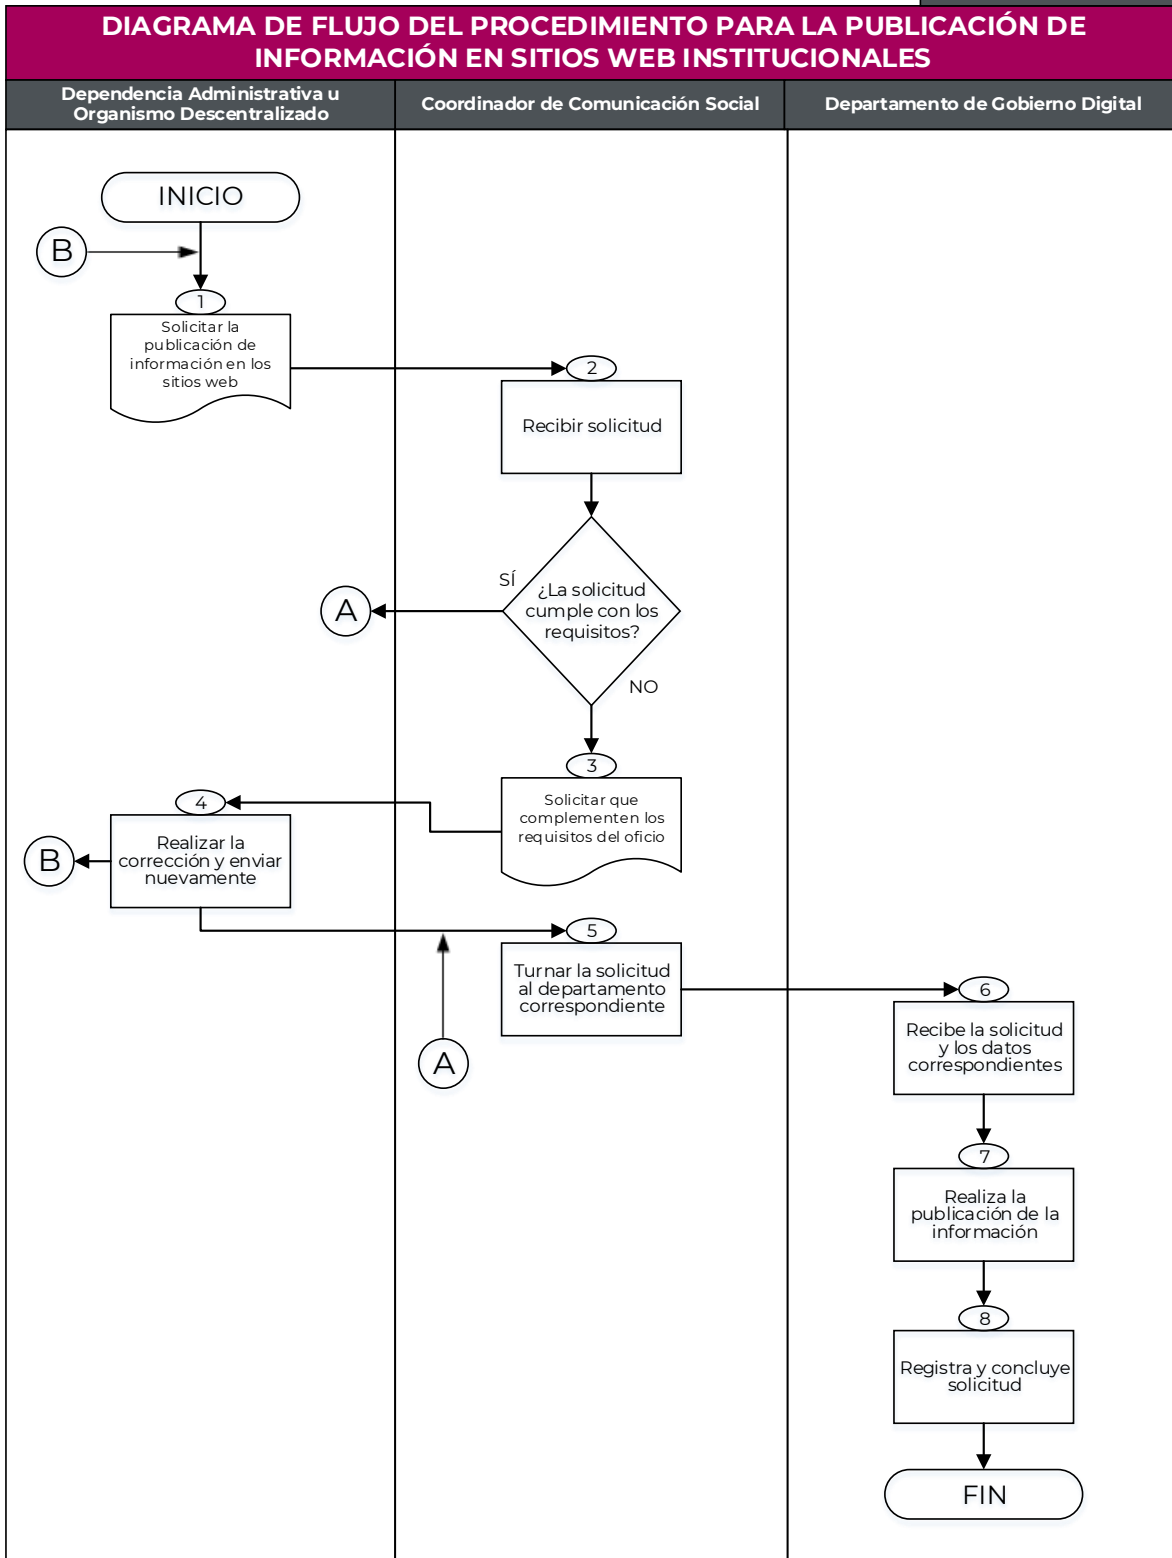 DIAGRAMA DE FLUJO DEL PROCEDIMIENTO PARA LA PUBLICACIÓN DE
INFORMACIÓN EN SITIOS WEB INSTITUCIONALES
Dependencia Administrativa u
Organismo Descentralizado
Coordinador de Comunicación Social
Departamento de Gobierno Digital
INICIO
B
1
Solicitar la
publicación de
información en los
sitios web
2
Recibir solicitud
SÍ
¿La solicitud
cumple con los
requisitos?
A
NO
3
Solicitar que
complementen los
requisitos del oficio
4
Realizar la
corrección y enviar
nuevamente
B
5
Turnar la solicitud
al departamento
correspondiente
A
6
Recibe la solicitud
y los datos
correspondientes
7
Realiza la
publicación de la
información
8
Registra y concluye
solicitud
FIN